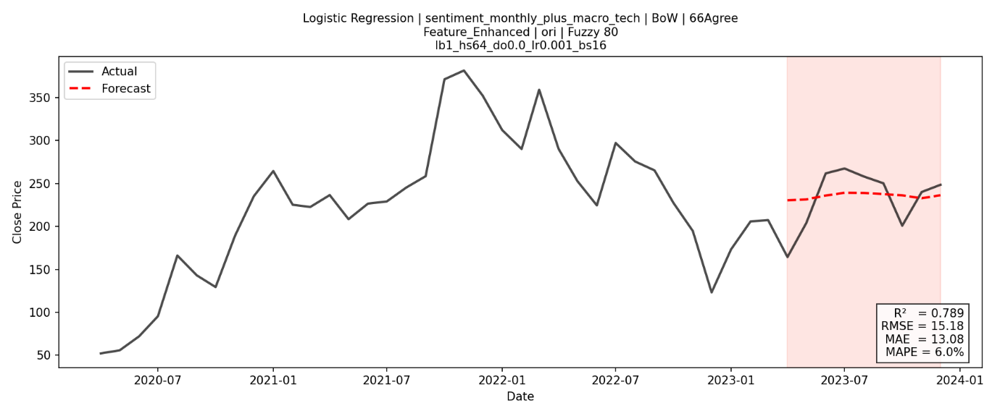 Logistic Regression | sentiment_monthly_plus_macro_tech | BoW | 66Agree
Feature_Enhanced | ori | Fuzzy 80
lb1_hs64_do0.0_lr0.001_bs16
Actual
Forecast
350
300
250
200
150
100
50
Close Price
R² = 0.789
RMSE = 15.18
MAE = 13.08
MAPE = 6.0%
2020-07 2021-01 2021-07 2022-01 2022-07 2023-01 2023-07 2024-01
Date